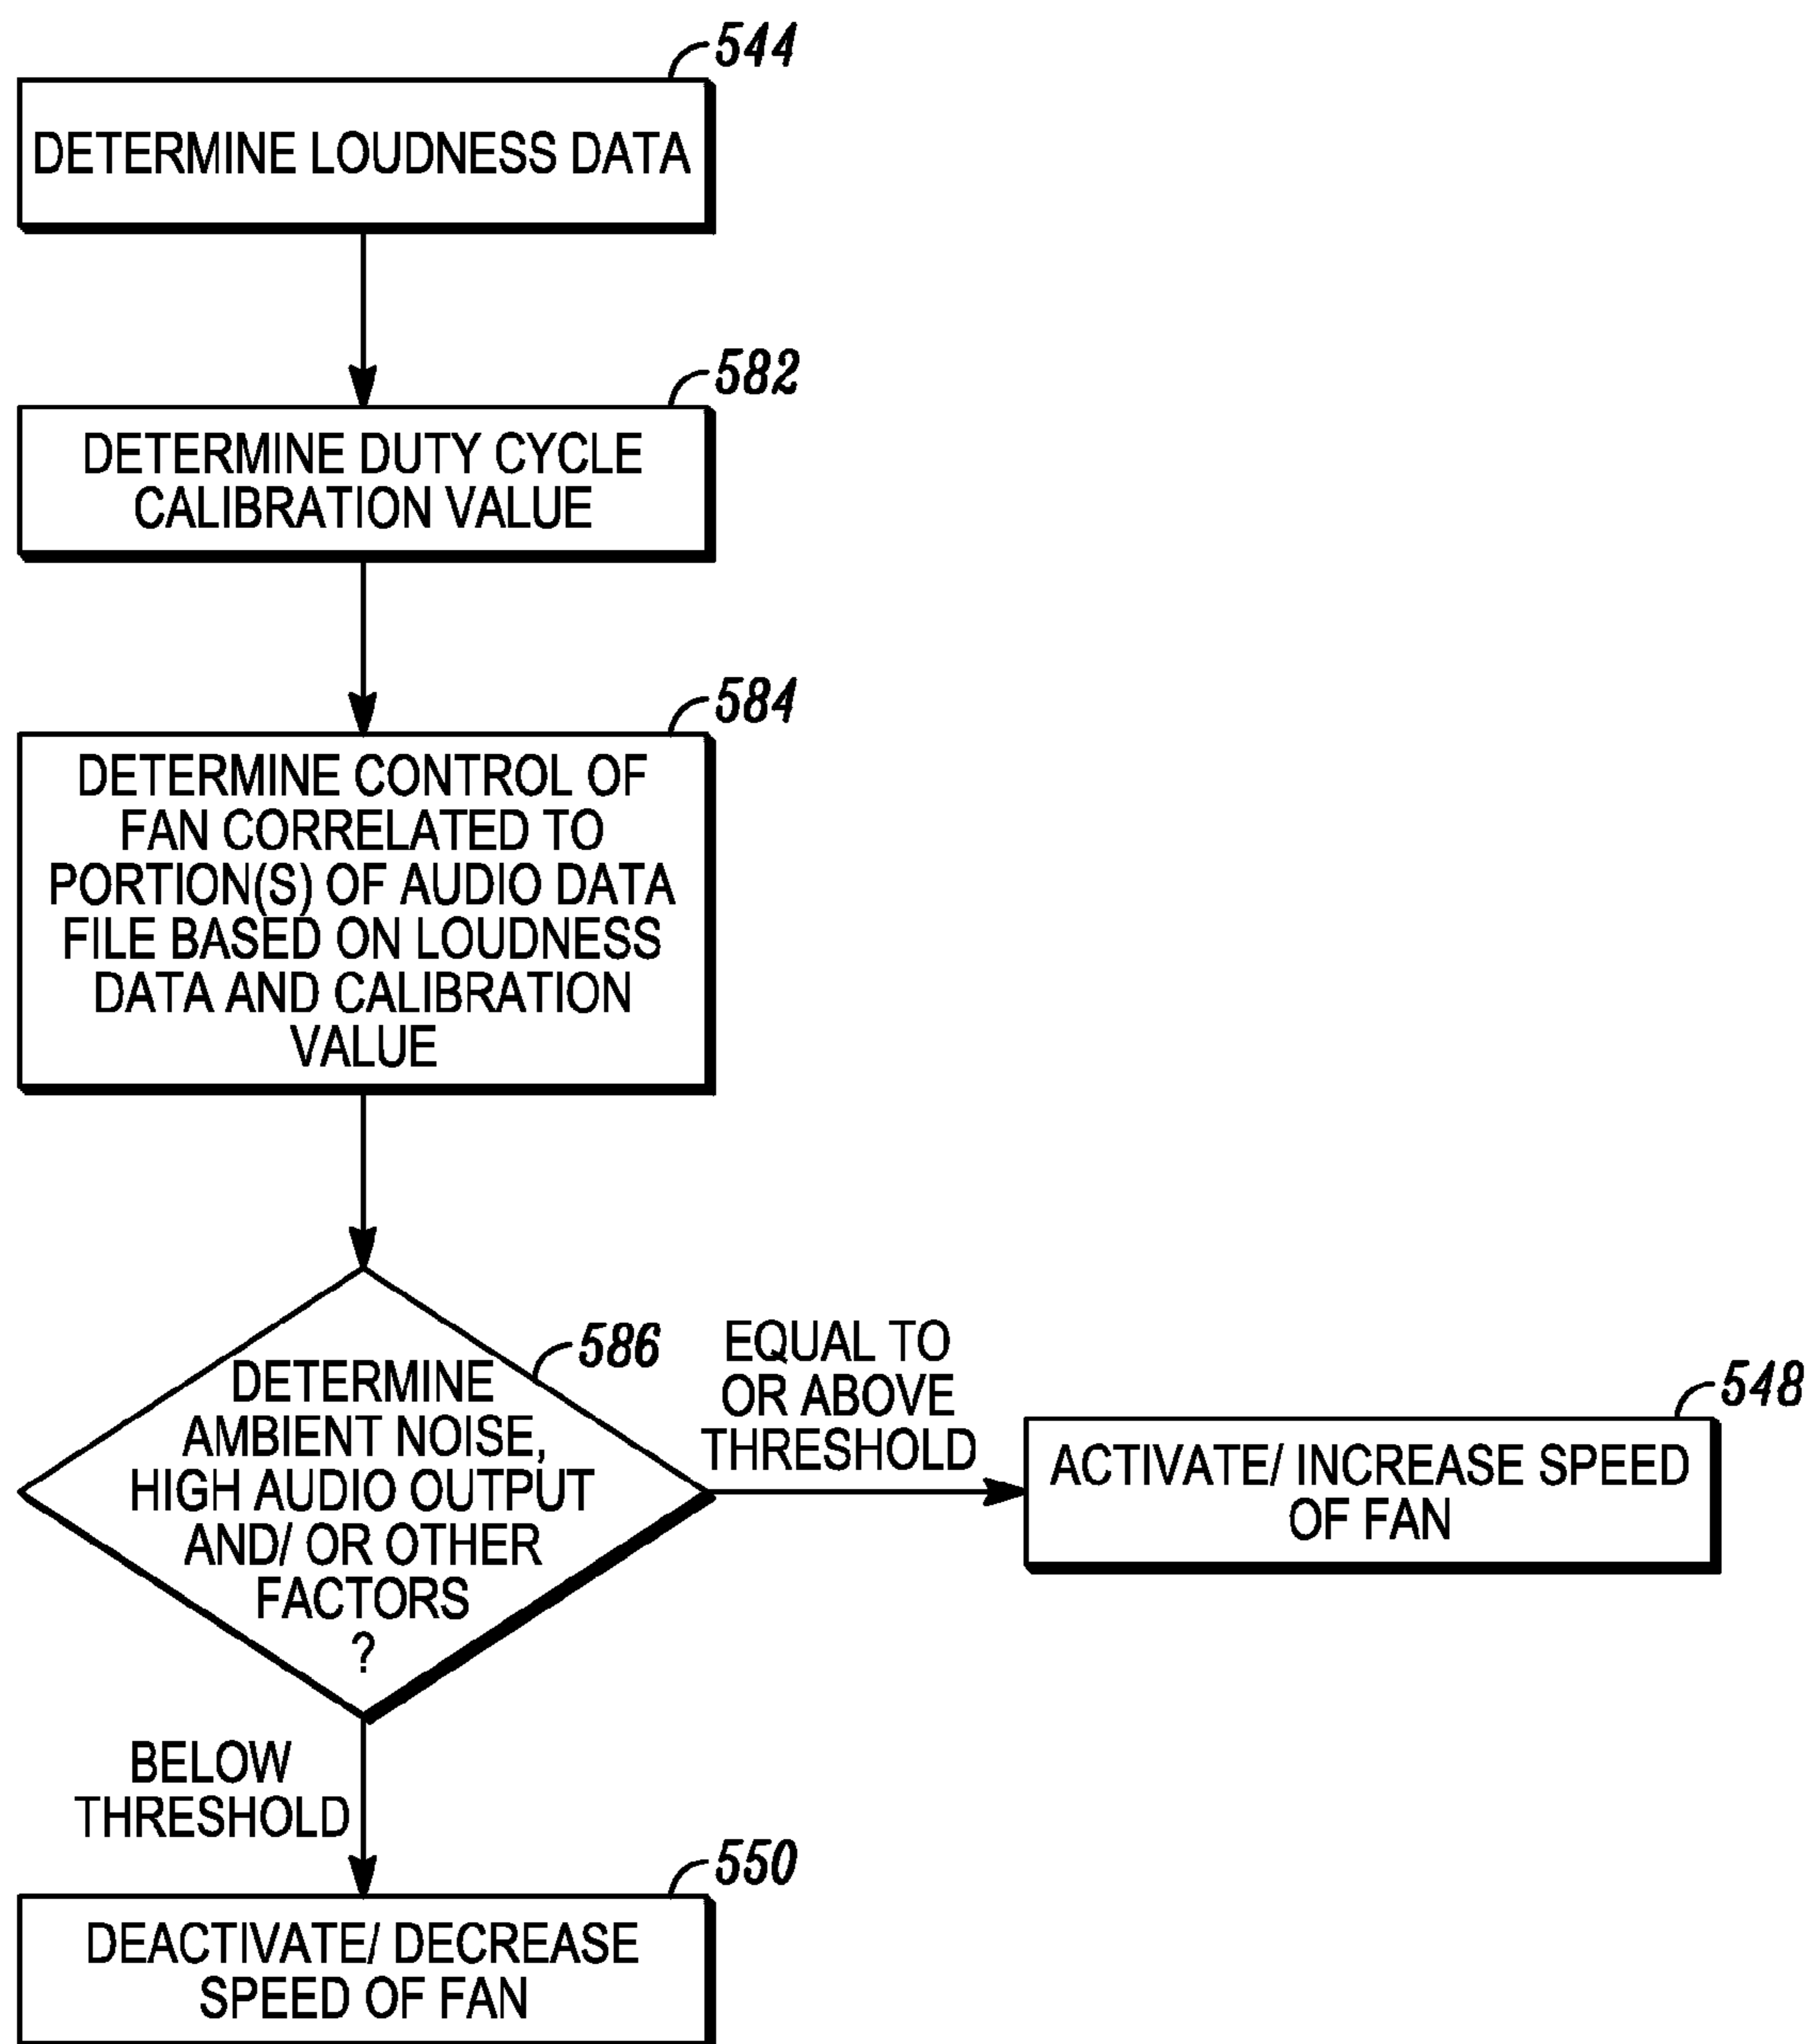 544
DETERMINE LOUDNESS DATA
582
DETERMINE DUTY CYCLE
CALIBRATION VALUE
584
DETERMINE CONTROL OF
FAN CORRELATED TO
PORTION(S) OF AUDIO DATA
FILE BASED ON LOUDNESS
DATA AND CALIBRATION
VALUE
586
DETERMINE
AMBIENT NOISE,
HIGH AUDIO OUTPUT
AND/ OR OTHER
FACTORS
?
EQUAL TO
OR ABOVE
THRESHOLD
548
ACTIVATE/ INCREASE SPEED
OF FAN
BELOW
THRESHOLD
550
DEACTIVATE/ DECREASE
SPEED OF FAN